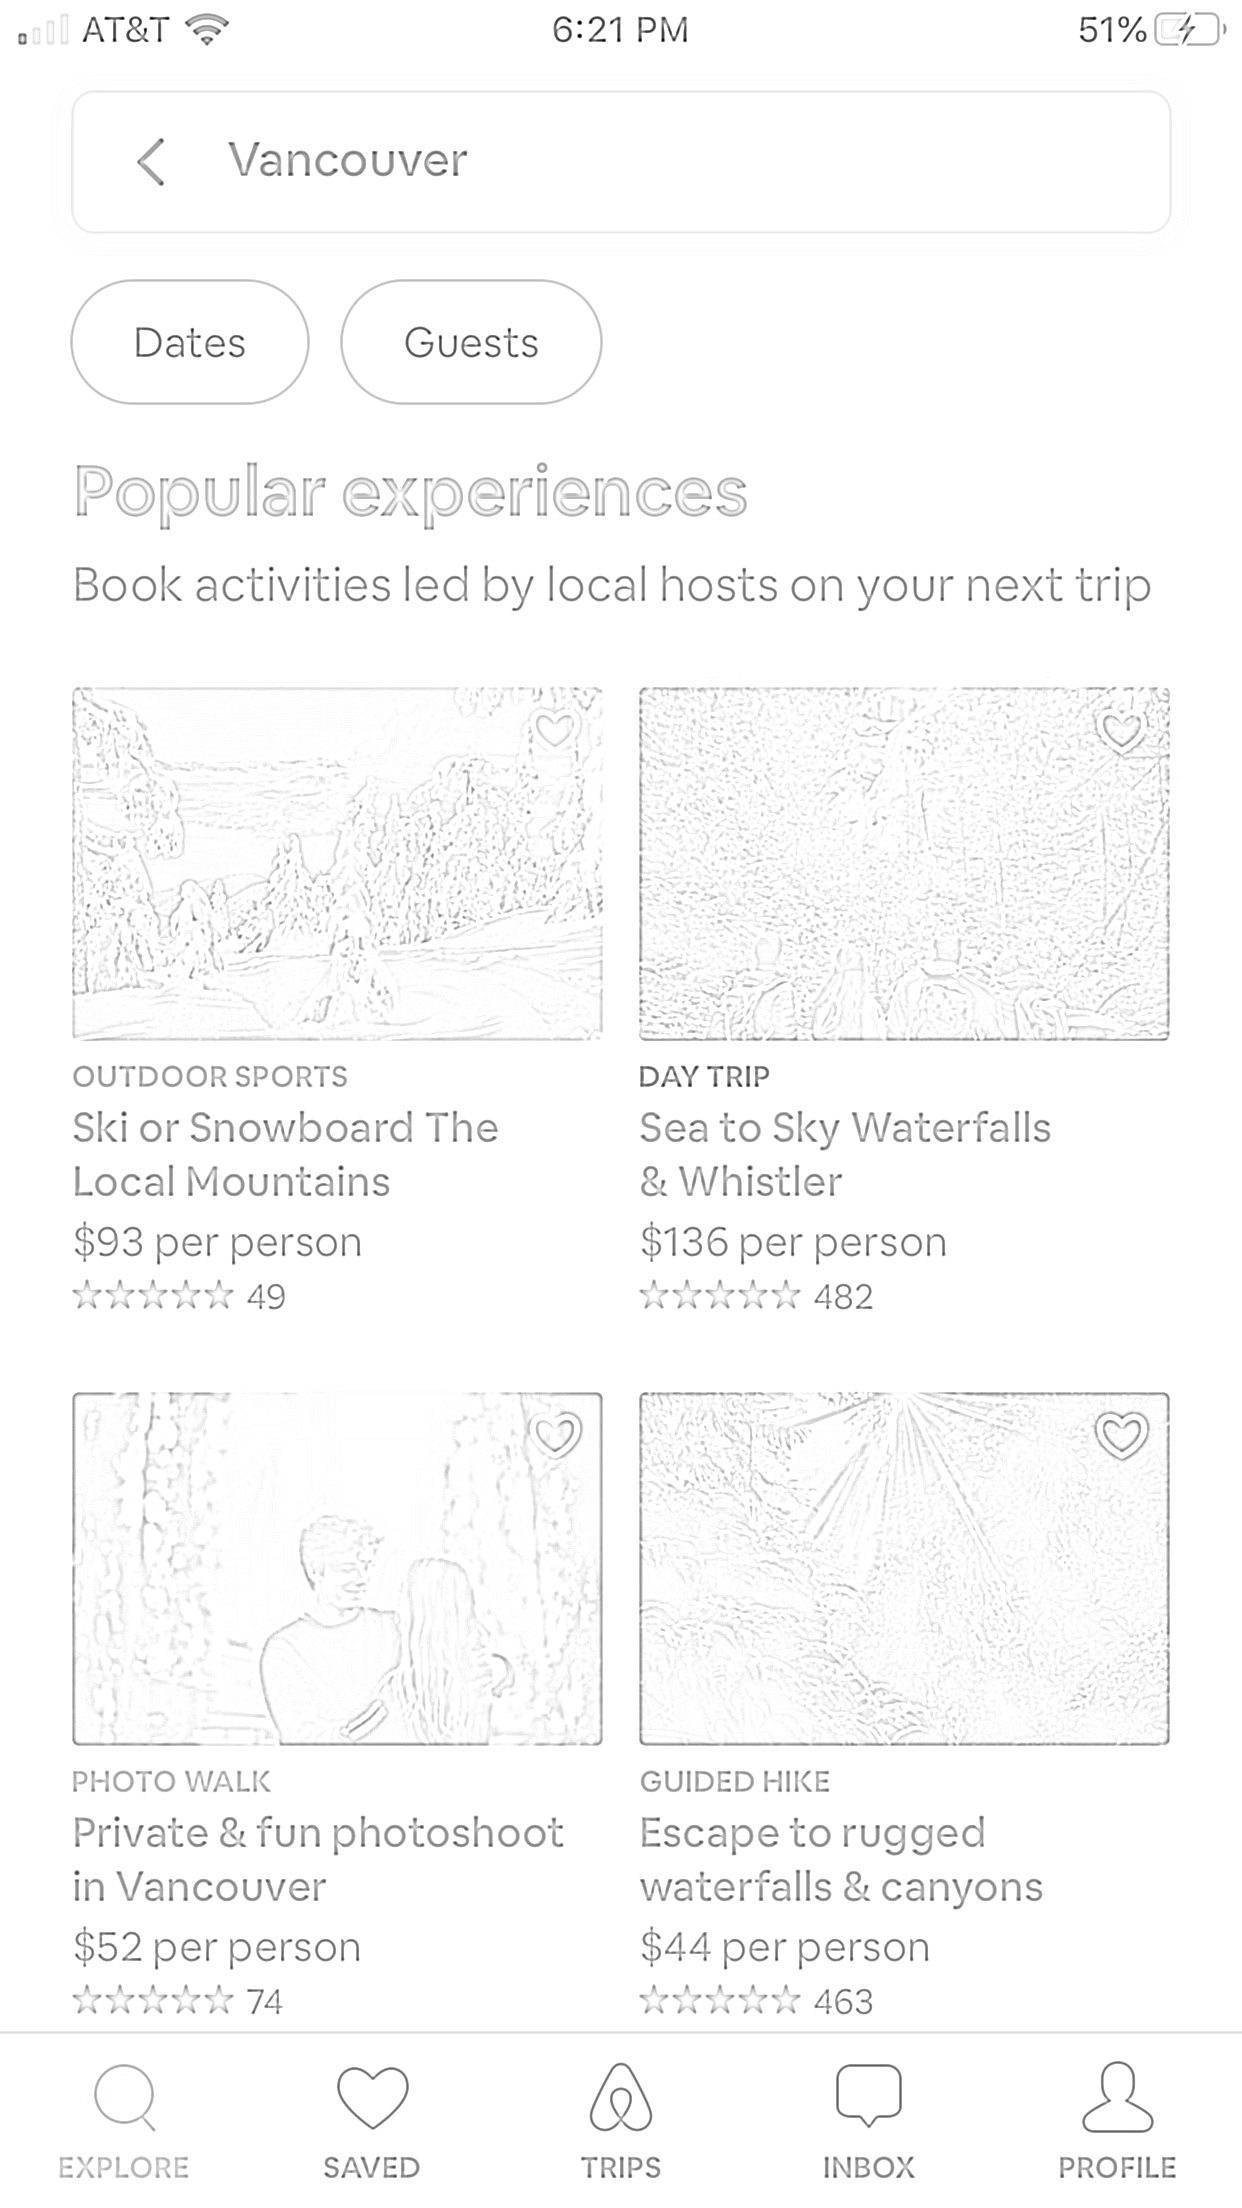 AT&T 6:21 PM 51%
Vancouver
Dates Guests
Popular experiences
Book activities led by local hosts on your next trip
OUTDOOR SPORTS
Ski or Snowboard The
Local Mountains
$93 per person
49
DAY TRIP
Sea to Sky Waterfalls
& Whistler
$136 per person
482
PHOTO WALK
Private & fun photoshoot
in Vancouver
$52 per person
74
GUIDED HIKE
Escape to rugged
waterfalls & canyons
$44 per person
463
EXPLORE SAVED TRIPS INBOX PROFILE